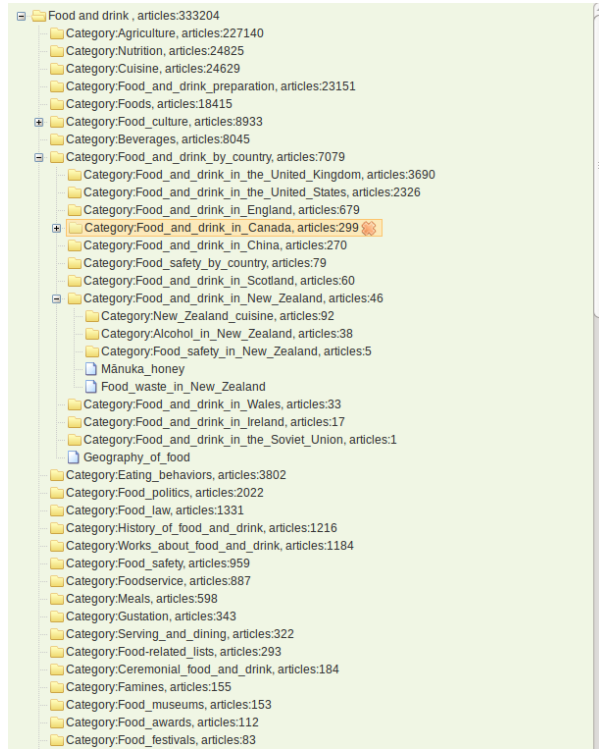 Food and drink , articles:333204
Category:Agriculture, articles:227140
Category:Nutrition, articles:24825
Category:Cuisine, articles:24629
Category:Food_and_drink_preparation, articles:23151
Category:Foods, articles:18415
Category:Food_culture, articles:8933
Category:Beverages, articles:8045
Category:Food_and_drink_by_country, articles:7079
Category:Food_and_drink_in_the_United_Kingdom, articles:3690
Category:Food_and_drink_in_the_United_States, articles:2326
Category:Food_and_drink_in_England, articles:679
Category:Food_and_drink_in_Canada, articles:299
Category:Food_and_drink_in_China, articles:270
Category:Food_safety_by_country, articles:79
Category:Food_and_drink_in_Scotland, articles:60
Category:Food_and_drink_in_New_Zealand, articles:46
Category:New_Zealand_cuisine, articles:92
Category:Alcohol_in_New_Zealand, articles:38
Category:Food_safety_in_New_Zealand, articles:5
Mānuka_honey
Food_waste_in_New_Zealand
Category:Food_and_drink_in_Wales, articles:33
Category:Food_and_drink_in_Ireland, articles:17
Category:Food_and_drink_in_the_Soviet_Union, articles:1
Geography_of_food
Category:Eating_behaviors, articles:3802
Category:Food_politics, articles:2022
Category:Food_law, articles:1331
Category:History_of_food_and_drink, articles:1216
Category:Works_about_food_and_drink, articles:1184
Category:Food_safety, articles:959
Category:Foodservice, articles:887
Category:Meals, articles:598
Category:Gustation, articles:343
Category:Serving_and_dining, articles:322
Category:Food-related_lists, articles:293
Category:Ceremonial_food_and_drink, articles:184
Category:Famines, articles:155
Category:Food_museums, articles:153
Category:Food_awards, articles:112
Category:Food_festivals, articles:83